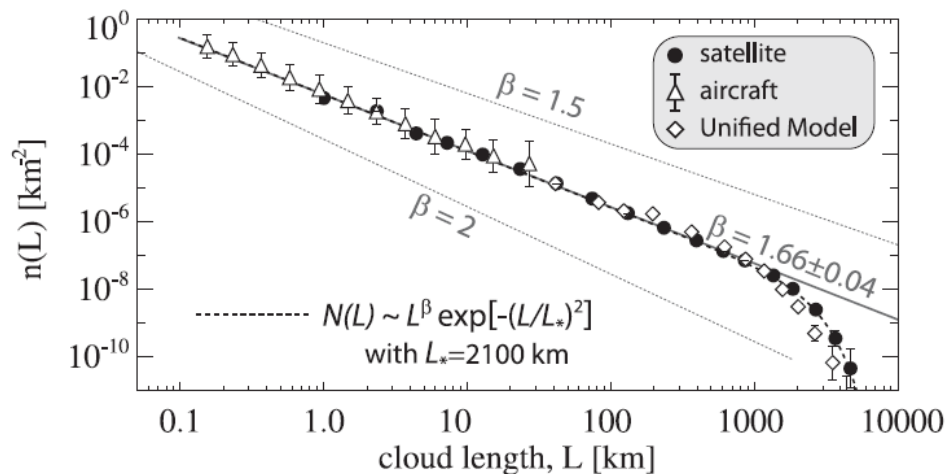 n(L) [km⁻²]
10⁰
10⁻²
10⁻⁴
10⁻⁶
10⁻⁸
10⁻¹⁰
satellite
aircraft
Unified Model
β = 1.5
β = 2
β = 1.66±0.04
N(L) ~ L^β exp[-(L/L*)²]
with L*=2100 km
0.1 1.0 10 100 1000 10000
cloud length, L [km]